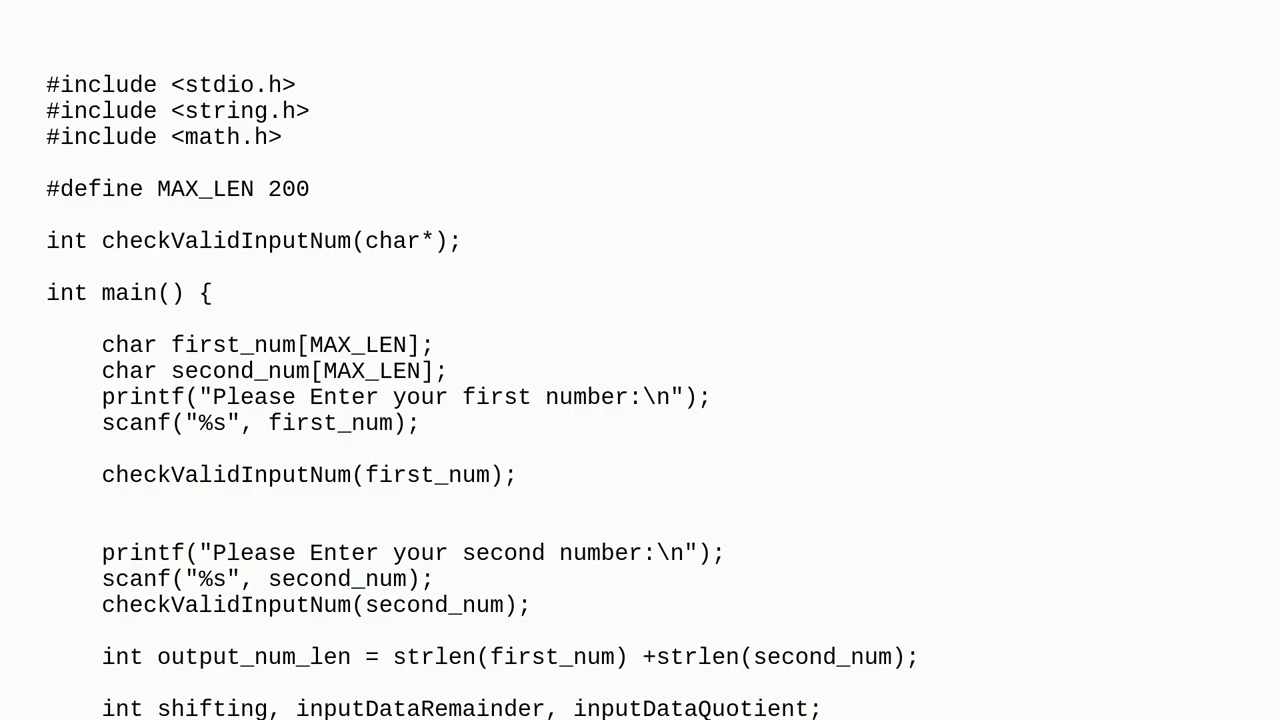 #include <stdio.h>
#include <string.h>
#include <math.h>
#define MAX_LEN 200
int checkValidInputNum(char*);
int main() {
char first_num[MAX_LEN];
char second_num[MAX_LEN];
printf("Please Enter your first number:\n");
scanf("%s", first_num);
checkValidInputNum(first_num);
printf("Please Enter your second number:\n");
scanf("%s", second_num);
checkValidInputNum(second_num);
int output_num_len = strlen(first_num) +strlen(second_num);
int shifting, inputDataRemainder, inputDataQuotient;